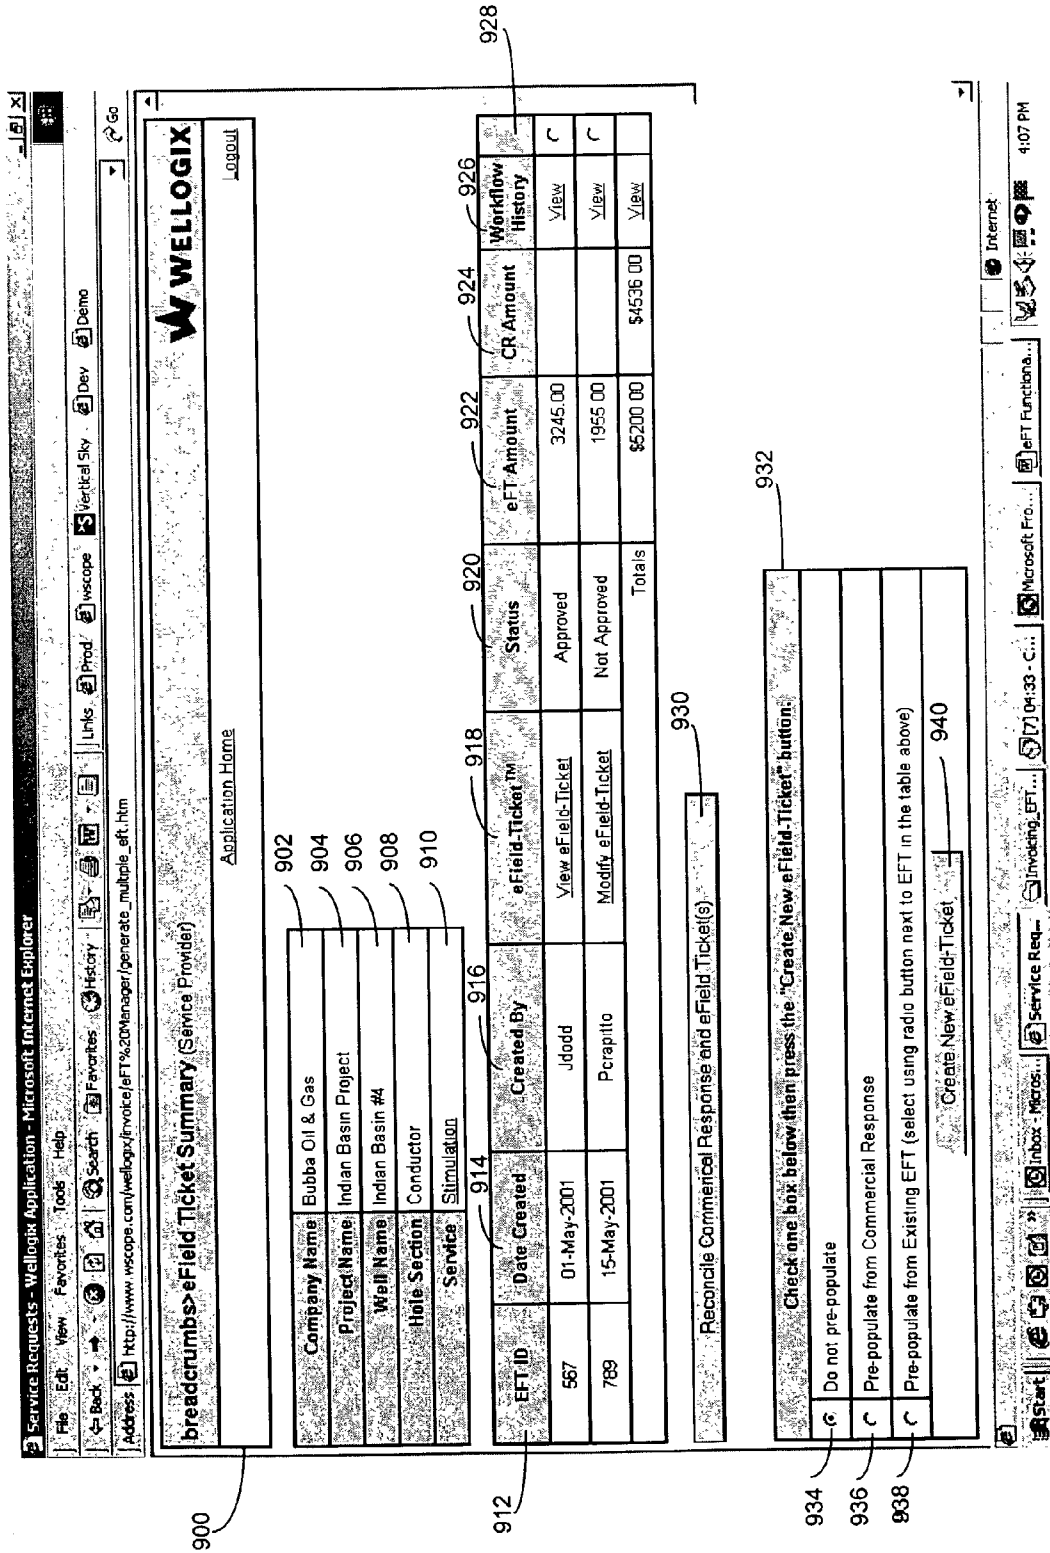 Service Requests - Wellogix Application - Microsoft Internet Explorer
File Edit View Favorites Tools Help
Back Search Favorites History Links Prod wscope Vertical Sky Dev Demo
Address http://www.wscope.com/wellogix/invoice/eFT%20Manager/generate_multiple_eft.htm Go
900
breadcrumbs>eField Ticket Summary (Service Provider) WELLOGIX
Application Home Logout
Company Name Bubba Oil & Gas 902
Project Name Indian Basin Project 904
Well Name Indian Basin #4 906
Hole Section Conductor 908
Service Stimulation 910
912 914 916 918 920 922 924 926 928
EFT ID Date Created Created By eField-Ticket™ Status eFT Amount CR Amount Workflow History
567 01-May-2001 Jdodd View eField-Ticket Approved 3245.00 View
789 15-May-2001 Pcrapitto Modify eField-Ticket Not Approved 1955 00 View
Totals $5200 00 $4536 00 View
Reconcile Commerical Response and eField Ticket(s) 930
932
Check one box below then press the "Create New eField-Ticket" button:
934 Do not pre-populate
936 Pre-populate from Commercial Response
938 Pre-populate from Existing EFT (select using radio button next to EFT in the table above)
Create New eField-Ticket 940
Internet
Start Inbox - Micros... Service Req... Invoicing_EFT... [7] 04:33 - C... Microsoft Fro... eFT Functiona... 4:07 PM